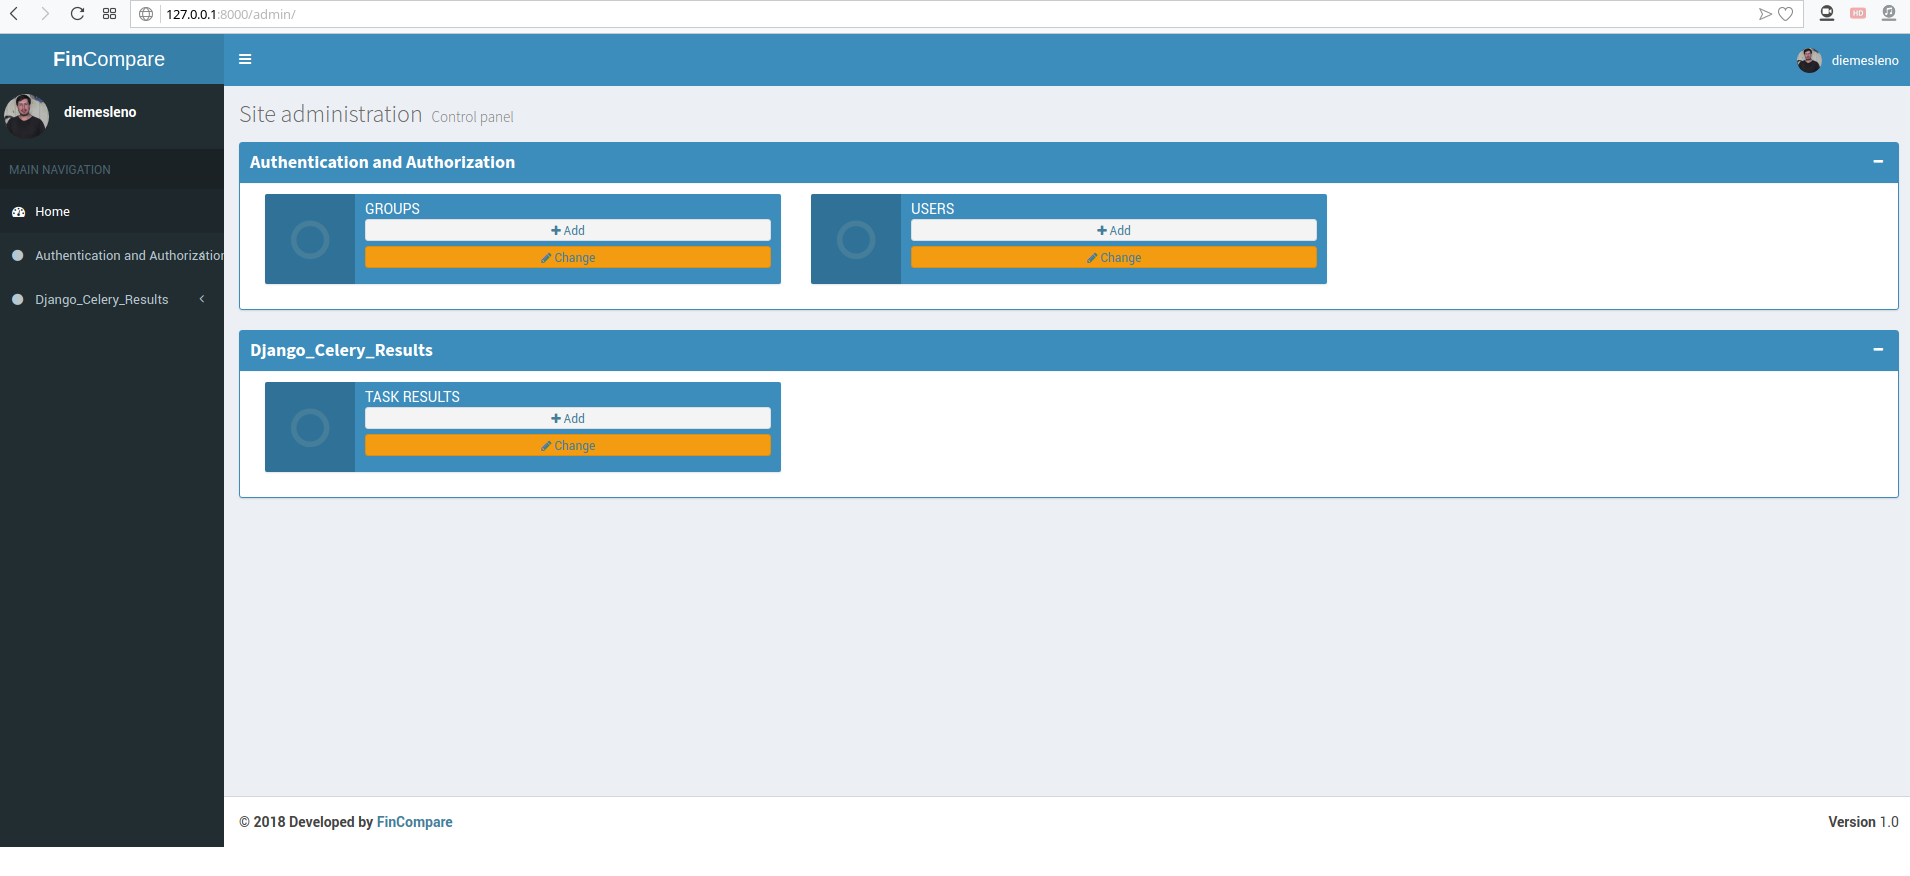 127.0.0.1:8000/admin/
HD
FinCompare
diemesleno
diemesleno
MAIN NAVIGATION
Home
Authentication and Authorization
Django_Celery_Results
Site administration Control panel
Authentication and Authorization
GROUPS
Add
Change
USERS
Add
Change
Django_Celery_Results
TASK RESULTS
Add
Change
© 2018 Developed by FinCompare
Version 1.0